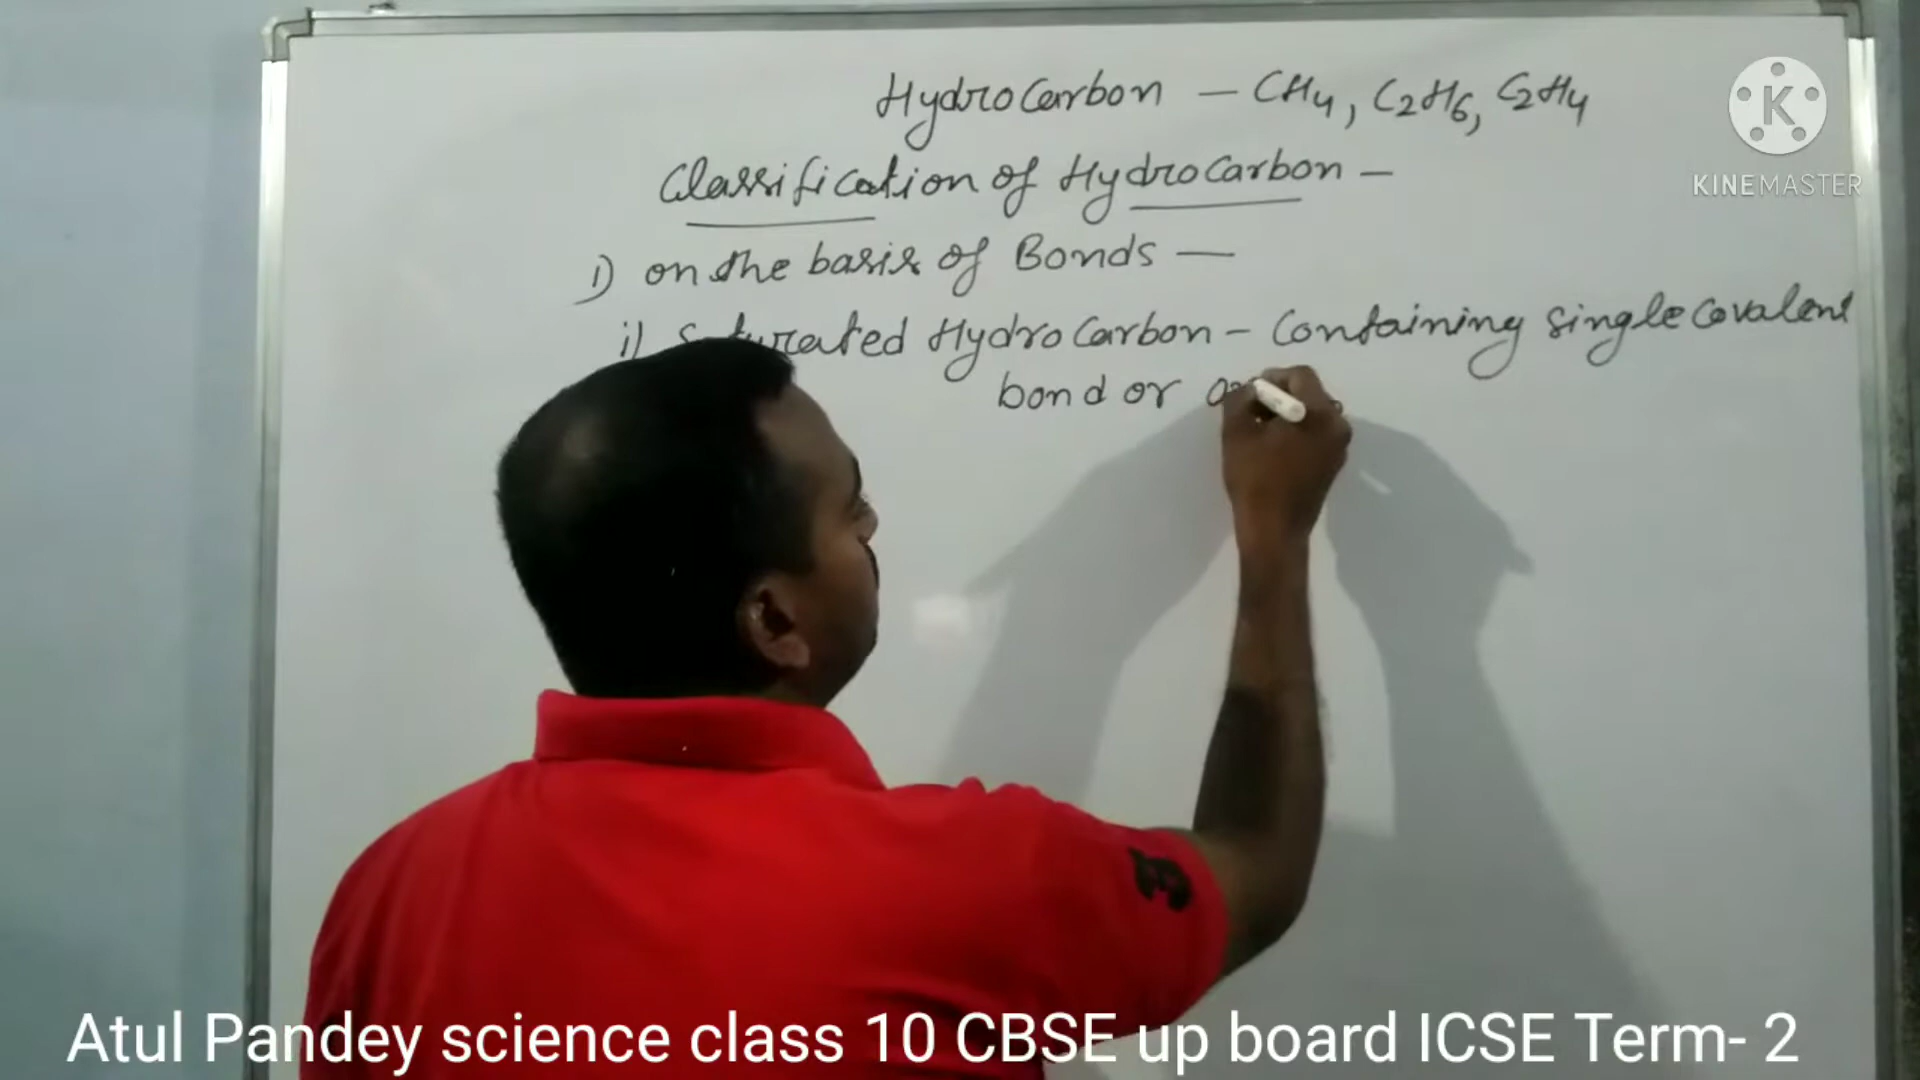 Hydrocarbon – CH4, C2H6, C2H4
Classification of Hydrocarbon –
1) on the basis of Bonds –
i) Saturated Hydrocarbon – Containing single covalent
bond or
KINEMASTER
Atul Pandey science class 10 CBSE up board ICSE Term- 2